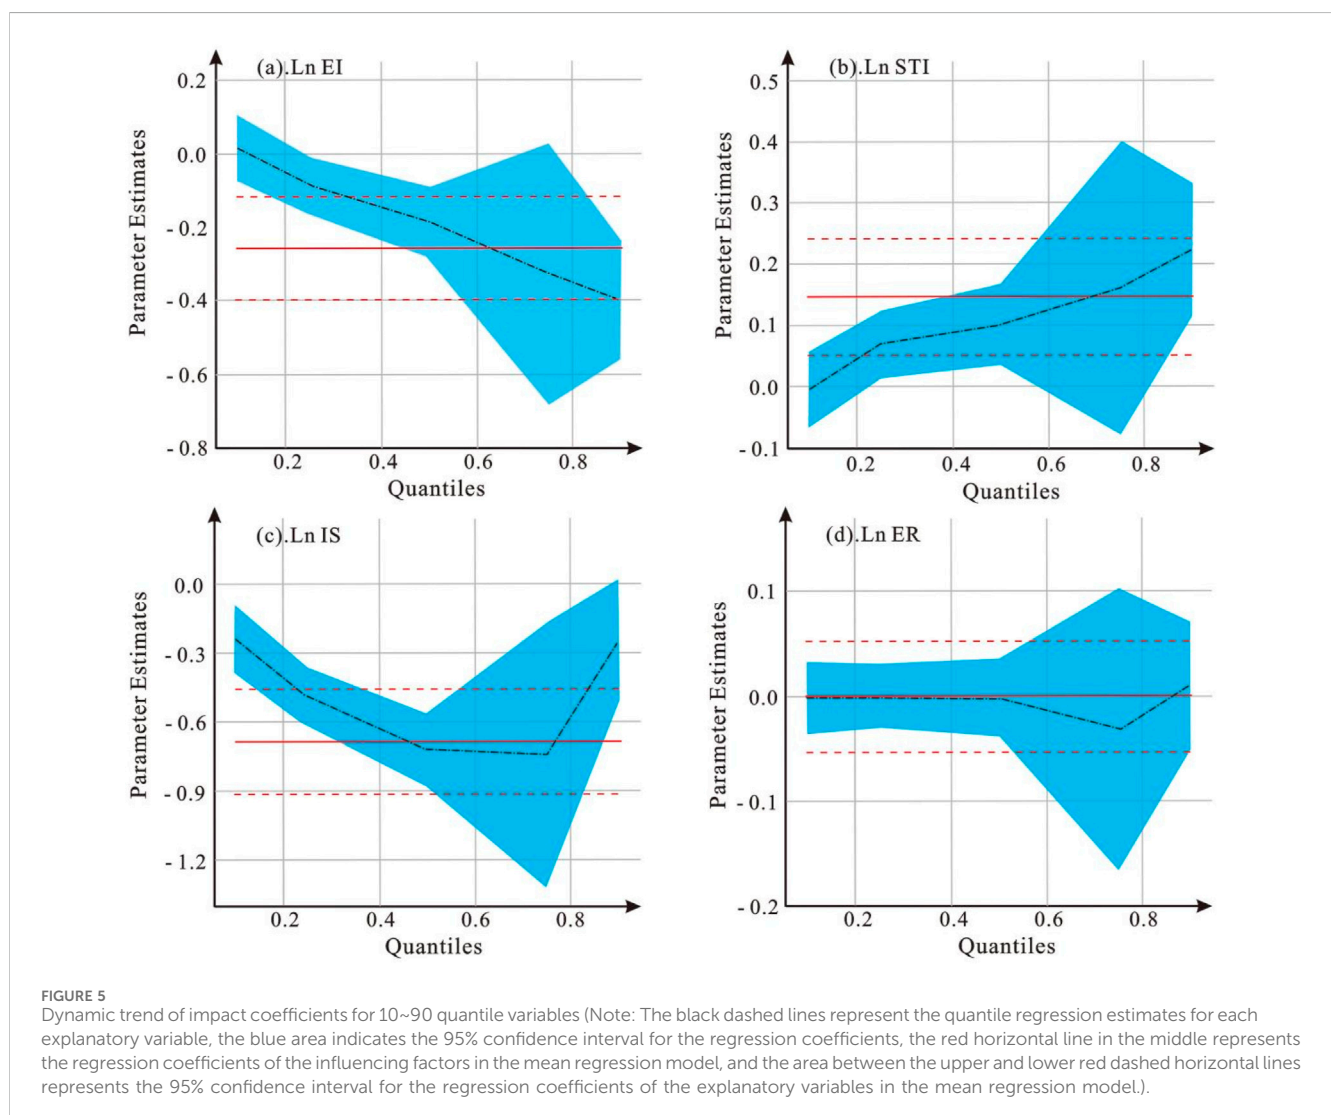 (a).Ln EI
0.2
0.0
- 0.2
- 0.4
- 0.6
- 0.8
Parameter Estimates
0.2
0.4
0.6
0.8
Quantiles
(b).Ln STI
0.5
0.4
0.3
0.2
0.1
0.0
- 0.1
Parameter Estimates
0.2
0.4
0.6
0.8
Quantiles
(c).Ln IS
0.0
- 0.3
- 0.6
- 0.9
- 1.2
Parameter Estimates
0.2
0.4
0.6
0.8
Quantiles
(d).Ln ER
0.1
0.0
- 0.1
- 0.2
Parameter Estimates
0.2
0.4
0.6
0.8
Quantiles
FIGURE 5
Dynamic trend of impact coefficients for 10~90 quantile variables (Note: The black dashed lines represent the quantile regression estimates for each
explanatory variable, the blue area indicates the 95% confidence interval for the regression coefficients, the red horizontal line in the middle represents
the regression coefficients of the influencing factors in the mean regression model, and the area between the upper and lower red dashed horizontal lines
represents the 95% confidence interval for the regression coefficients of the explanatory variables in the mean regression model.).